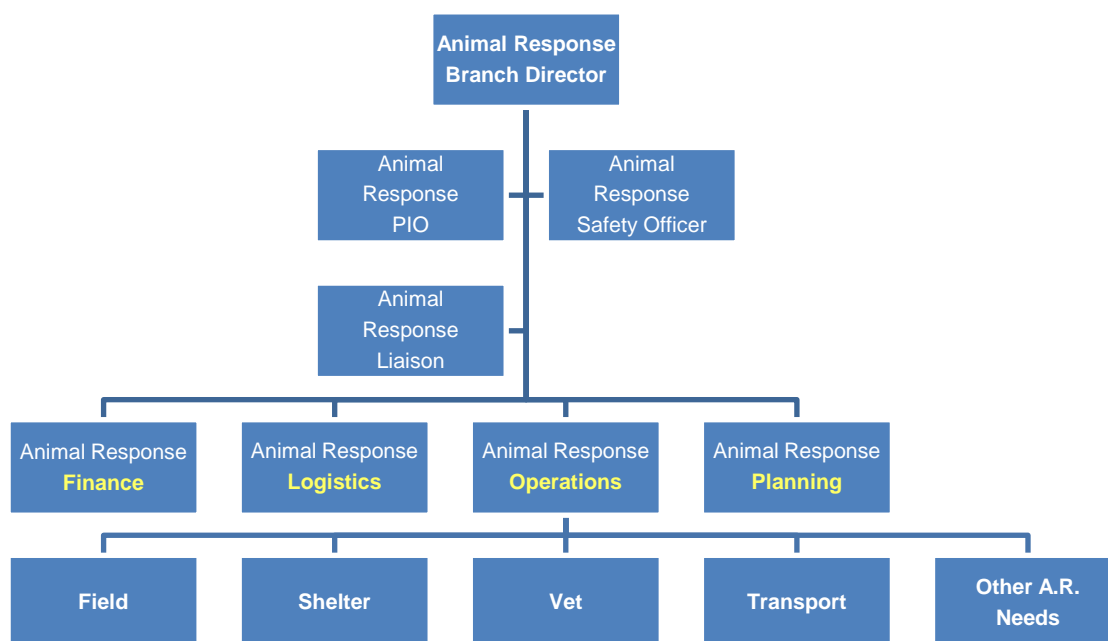 Animal Response
Branch Director
Animal
Response
PIO
Animal
Response
Safety Officer
Animal
Response
Liaison
Animal Response
Finance
Animal Response
Logistics
Animal Response
Operations
Animal Response
Planning
Field
Shelter
Vet
Transport
Other A.R.
Needs